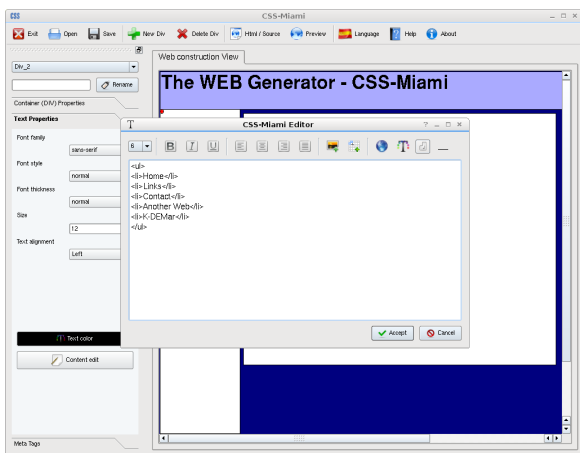 CSS
CSS-Miami
Exit
Open
Save
New Div
Delete Div
Html / Source
Preview
Language
Help
About
Div_2
Rename
Container (DIV) Properties
Text Properties
Font family
sans-serif
Font style
normal
Font thickness
normal
Size
12
Text alignment
Left
Text color
Content edit
Meta Tags
Web construction View
The WEB Generator - CSS-Miami
CSS-Miami Editor
6
B I U
<ul>
<li>Home</li>
<li>Links</li>
<li>Contact</li>
<li>Another Web</li>
<li>K-DEMar</li>
</ul>
Accept
Cancel